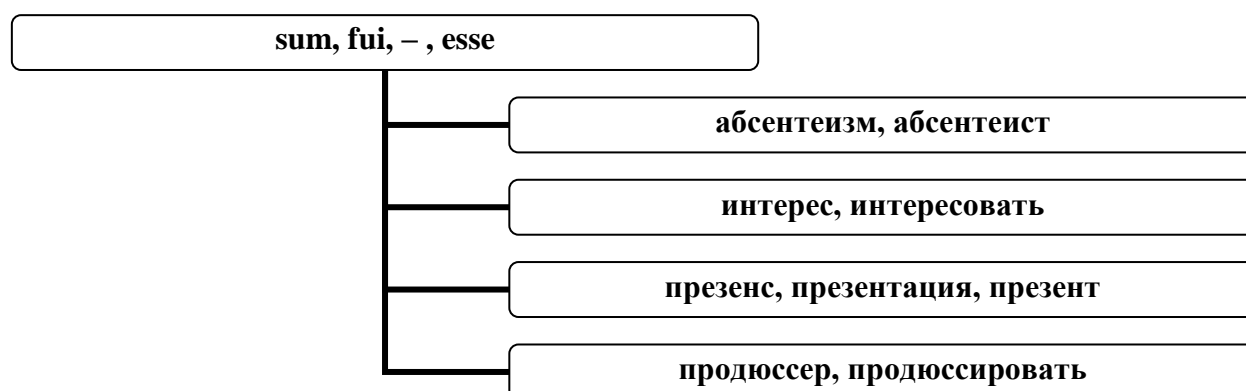 sum, fui, – , esse
абсентеизм, абсентеист
интерес, интересовать
презенс, презентация, презент
продюссер, продюссировать